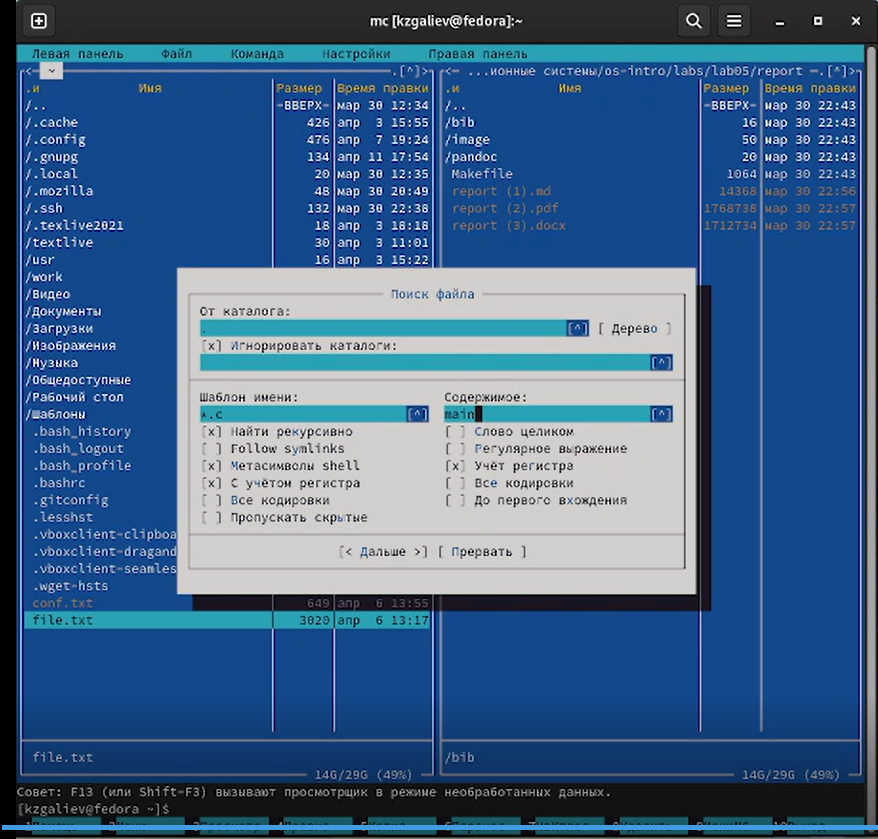 mc [kzgaliev@fedora]:~
Левая панель Файл Команда Настройки Правая панель
<─ ~ .[^]> <─ ...ионные системы/os-intro/labs/lab05/report ─.[^]>
.и Имя Размер Время правки .и Имя Размер Время правки
/.. -ВВЕРХ- мар 30 12:34 /.. -ВВЕРХ- мар 30 22:43
/.cache 426 апр 3 15:55 /bib 16 мар 30 22:43
/.config 476 апр 7 19:24 /image 50 мар 30 22:43
/.gnupg 134 апр 11 17:54 /pandoc 20 мар 30 22:43
/.local 20 мар 30 12:35 Makefile 1064 мар 30 22:43
/.mozilla 48 мар 30 20:49 report (1).md 14368 мар 30 22:56
/.ssh 132 мар 30 22:38 report (2).pdf 1768738 мар 30 22:57
/.texlive2021 18 апр 3 18:18 report (3).docx 1712734 мар 30 22:57
/textlive 30 апр 3 11:01
/usr 16 апр 3 15:22
/work
/Видео
/Документы
/Загрузки
/Изображения
/Музыка
/Общедоступные
/Рабочий стол
/Шаблоны
.bash_history
.bash_logout
.bash_profile
.bashrc
.gitconfig
.lesshst
.vboxclient-clipboa
.vboxclient-dragand
.vboxclient-seamles
.wget-hsts
conf.txt 649 апр 6 13:55
file.txt 3020 апр 6 13:17
Поиск файла
От каталога:
. [^] [ Дерево ]
[x] Игнорировать каталоги:
[^]
Шаблон имени: Содержимое:
*.c [^] main [^]
[x] Найти рекурсивно [ ] Слово целиком
[ ] Follow symlinks [ ] Регулярное выражение
[x] Метасимволы shell [x] Учёт регистра
[x] С учётом регистра [ ] Все кодировки
[ ] Все кодировки [ ] До первого вхождения
[ ] Пропускать скрытые
[< Дальше >] [ Прервать ]
file.txt /bib
14G/29G (49%) 14G/29G (49%)
Совет: F13 (или Shift-F3) вызывают просмотрщик в режиме необработанных данных.
[kzgaliev@fedora ~]$